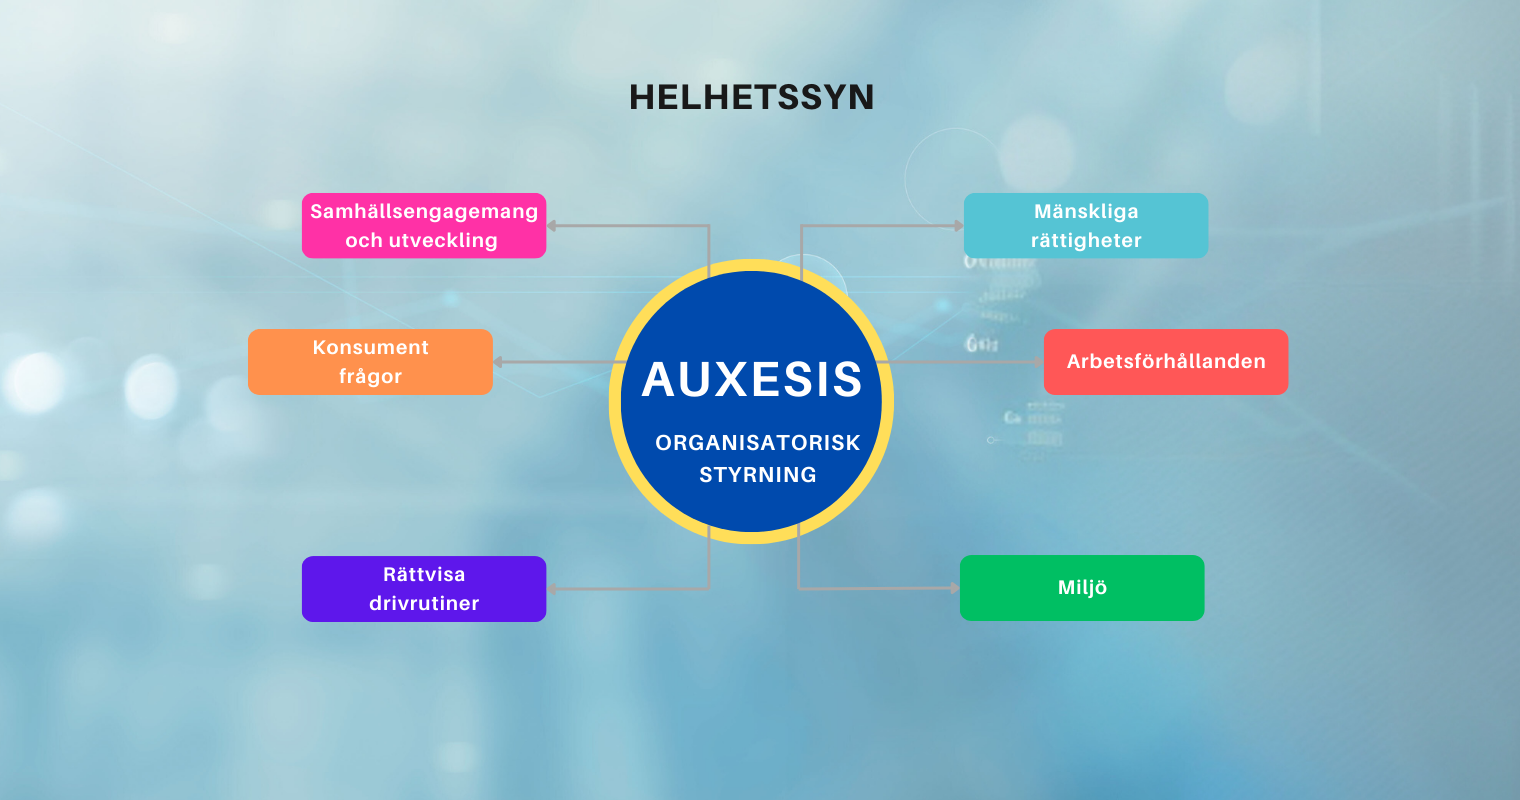 HELHETSSYN
Samhällsengagemang
och utveckling
Mänskliga
rättigheter
Konsument
frågor
Arbetsförhållanden
AUXESIS
ORGANISATORISK
STYRNING
Rättvisa
drivrutiner
Miljö